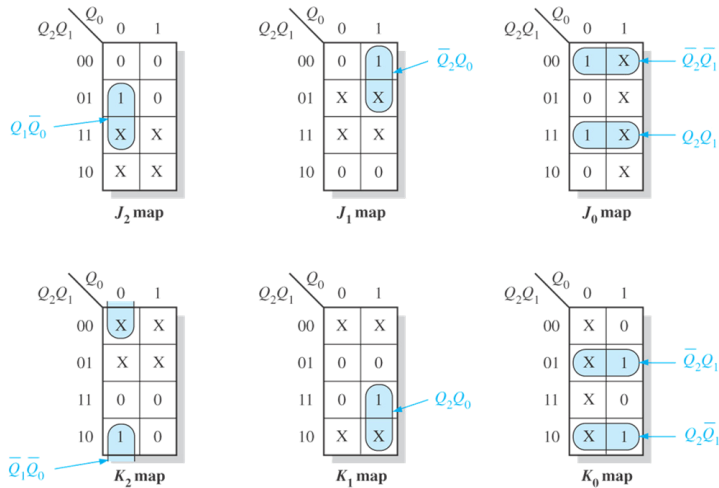 Q₀ Q₀ Q₀
Q₂Q₁ 0 1 Q₂Q₁ 0 1 Q₂Q₁ 0 1
00 0 0 00 0 1 Q̅₂Q₀ 00 1 X Q̅₂Q̅₁
01 1 0 01 X X 01 0 X
Q₁Q̅₀ 11 X X 11 X X 11 1 X Q₂Q₁
10 X X 10 0 0 10 0 X
J₂ map J₁ map J₀ map
Q₀ Q₀ Q₀
Q₂Q₁ 0 1 Q₂Q₁ 0 1 Q₂Q₁ 0 1
00 X X 00 X X 00 X 0
01 X X 01 0 0 01 X 1 Q̅₂Q₁
11 0 0 11 0 1 Q₂Q₀ 11 X 0
10 1 0 10 X X 10 X 1 Q₂Q̅₁
Q̅₁Q̅₀ K₂ map K₁ map K₀ map